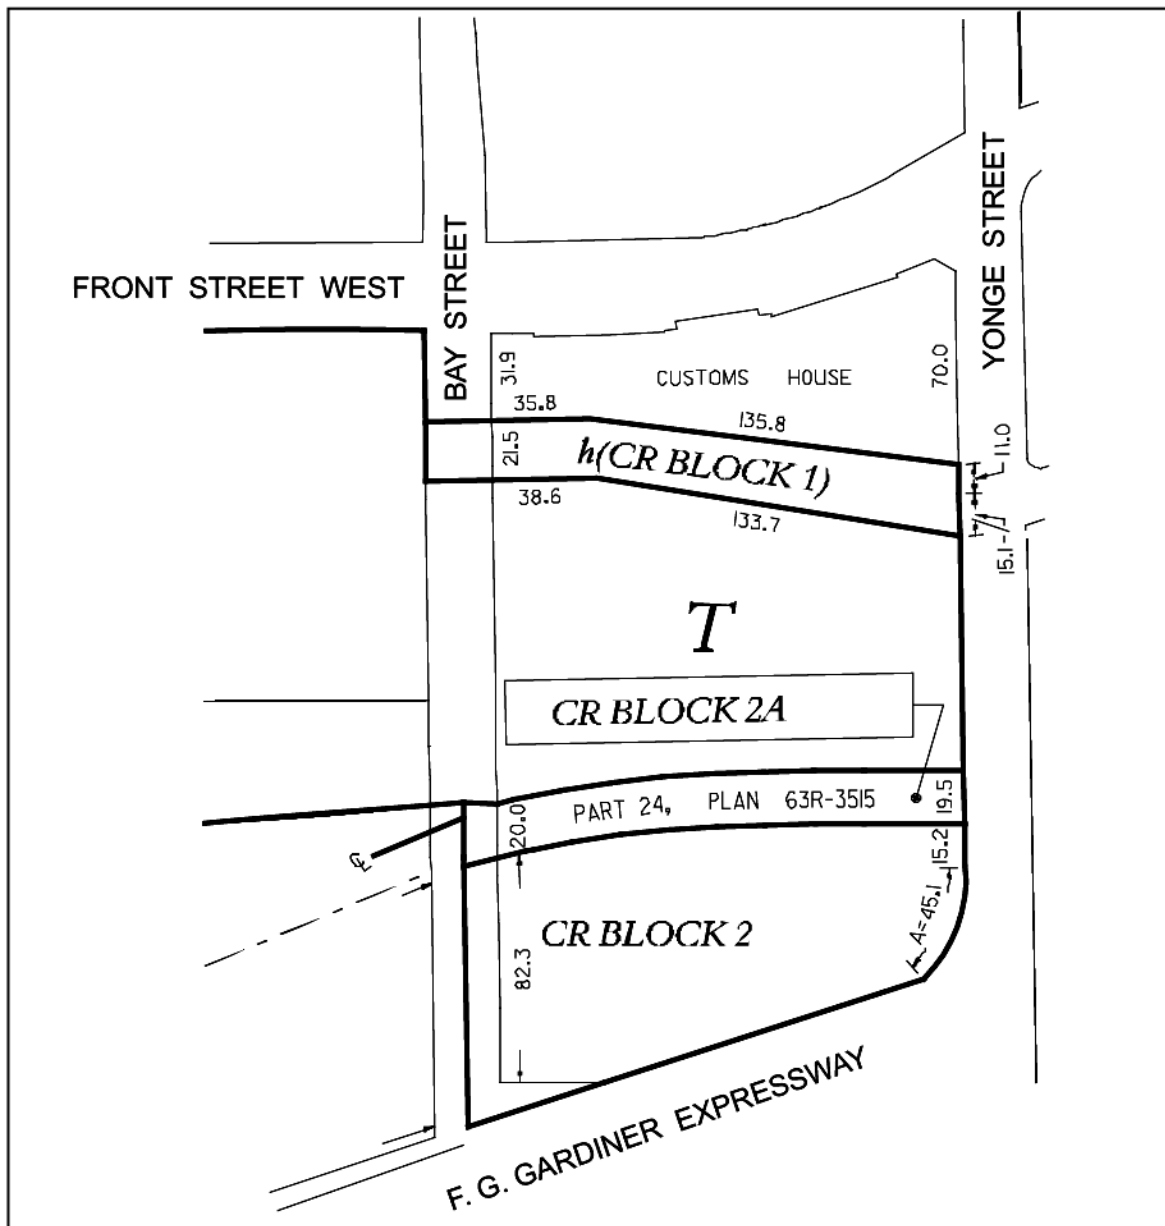 YONGE STREET
FRONT STREET WEST
BAY STREET
31.9
CUSTOMS HOUSE
70.0
35.8
135.8
11.0
21.5
h(CR BLOCK 1)
38.6
133.7
15.1
T
CR BLOCK 2A
PART 24, PLAN 63R-3515
19.5
20.0
15.2
CL
A=45.1
CR BLOCK 2
82.3
F. G. GARDINER EXPRESSWAY